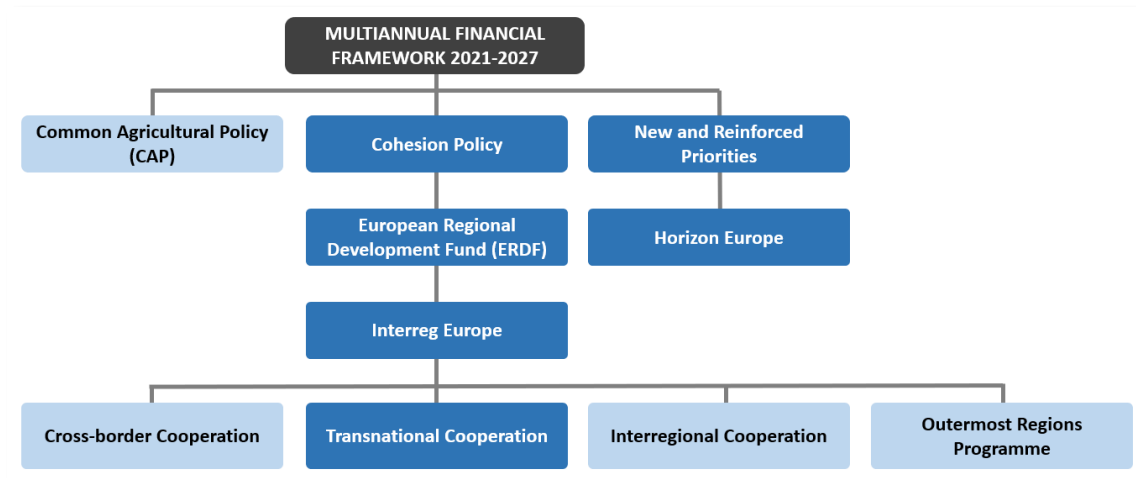 MULTIANNUAL FINANCIAL
FRAMEWORK 2021-2027
Common Agricultural Policy
(CAP)
Cohesion Policy
New and Reinforced
Priorities
European Regional
Development Fund (ERDF)
Horizon Europe
Interreg Europe
Cross-border Cooperation
Transnational Cooperation
Interregional Cooperation
Outermost Regions
Programme